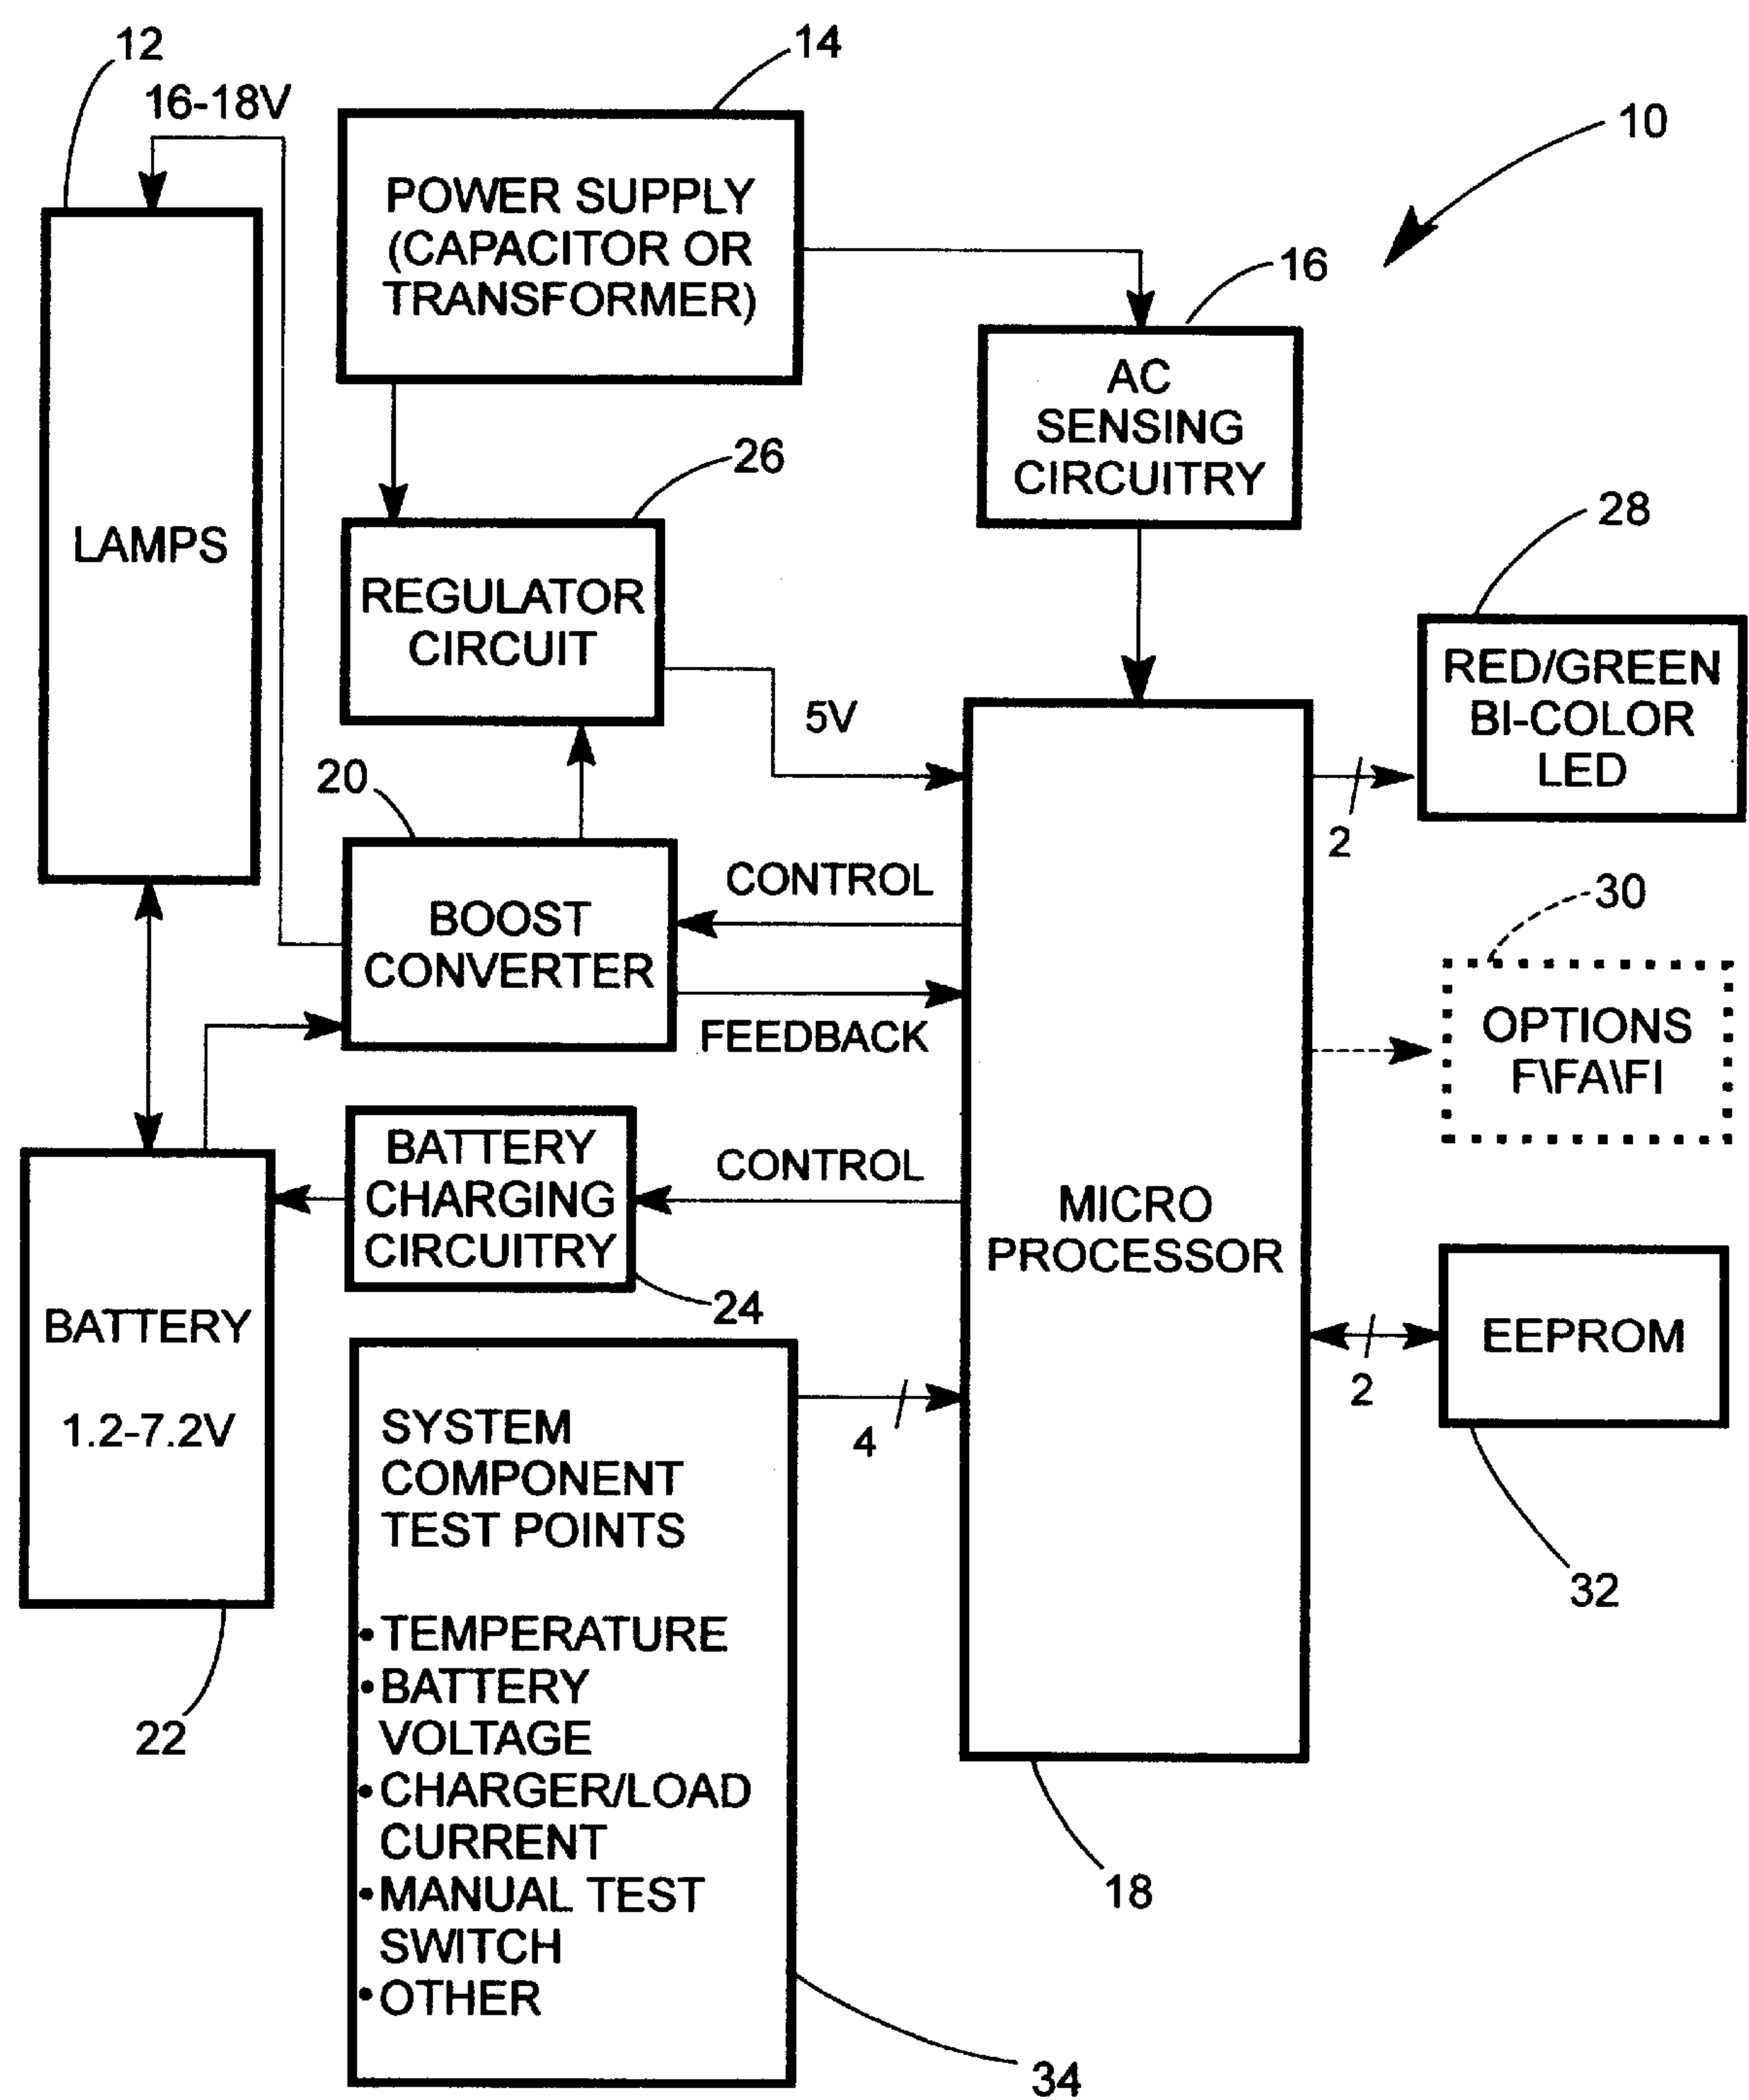 12
14
16-18V
10
POWER SUPPLY
(CAPACITOR OR
TRANSFORMER)
16
AC
SENSING
CIRCUITRY
26
28
LAMPS
REGULATOR
CIRCUIT
RED/GREEN
BI-COLOR
LED
5V
20
2
CONTROL
30
BOOST
CONVERTER
FEEDBACK
OPTIONS
F\FA\FI
BATTERY
CHARGING
CIRCUITRY
CONTROL
MICRO
PROCESSOR
24
BATTERY
1.2-7.2V
EEPROM
2
4
SYSTEM
COMPONENT
TEST POINTS
32
•TEMPERATURE
•BATTERY
VOLTAGE
•CHARGER/LOAD
CURRENT
•MANUAL TEST
SWITCH
•OTHER
22
18
34